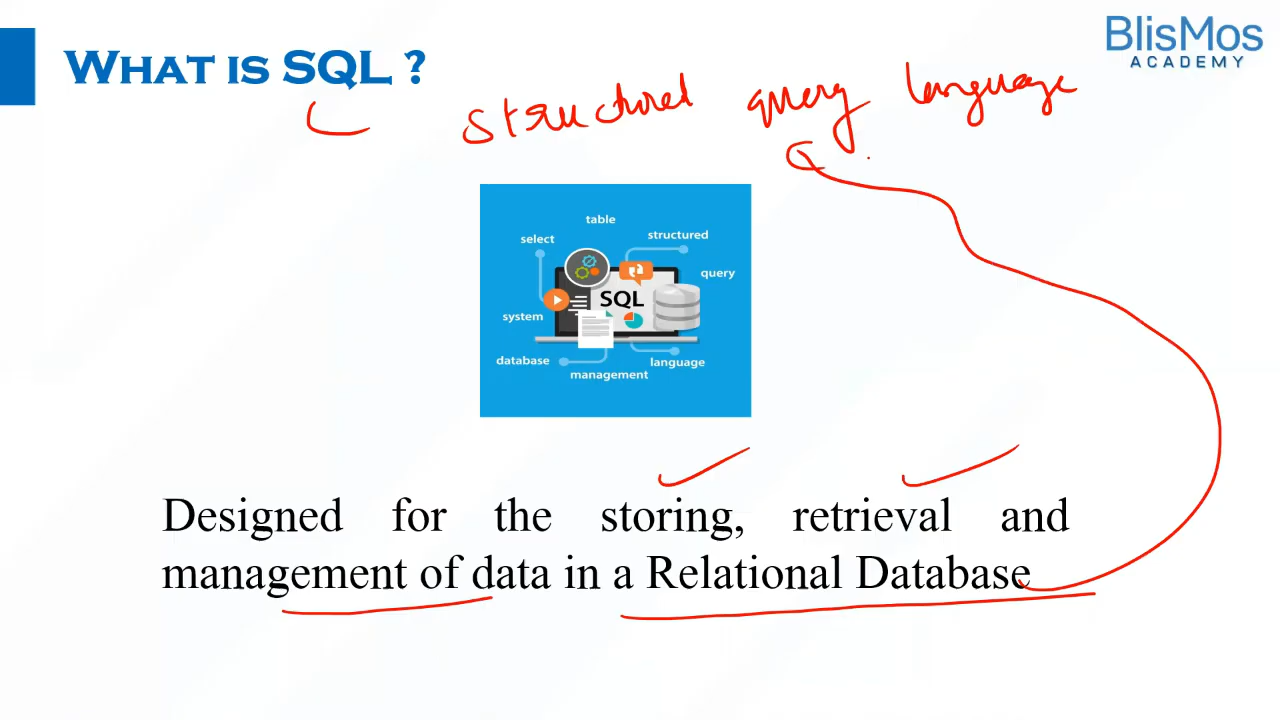 WHAT IS SQL ?
BlisMos
ACADEMY
structured query language
table
select
structured
query
SQL
system
database
language
management
Designed for the storing, retrieval and
management of data in a Relational Database